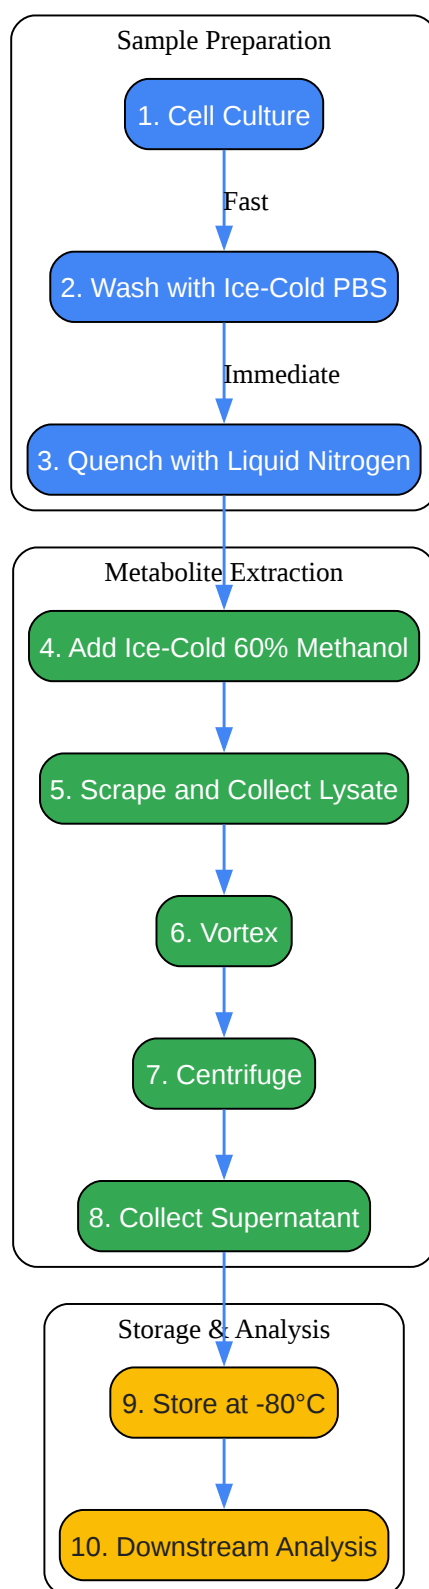 Sample Preparation
1. Cell Culture
Fast
2. Wash with Ice-Cold PBS
Immediate
3. Quench with Liquid Nitrogen
Metabolite Extraction
4. Add Ice-Cold 60% Methanol
5. Scrape and Collect Lysate
6. Vortex
7. Centrifuge
8. Collect Supernatant
Storage & Analysis
9. Store at -80°C
10. Downstream Analysis